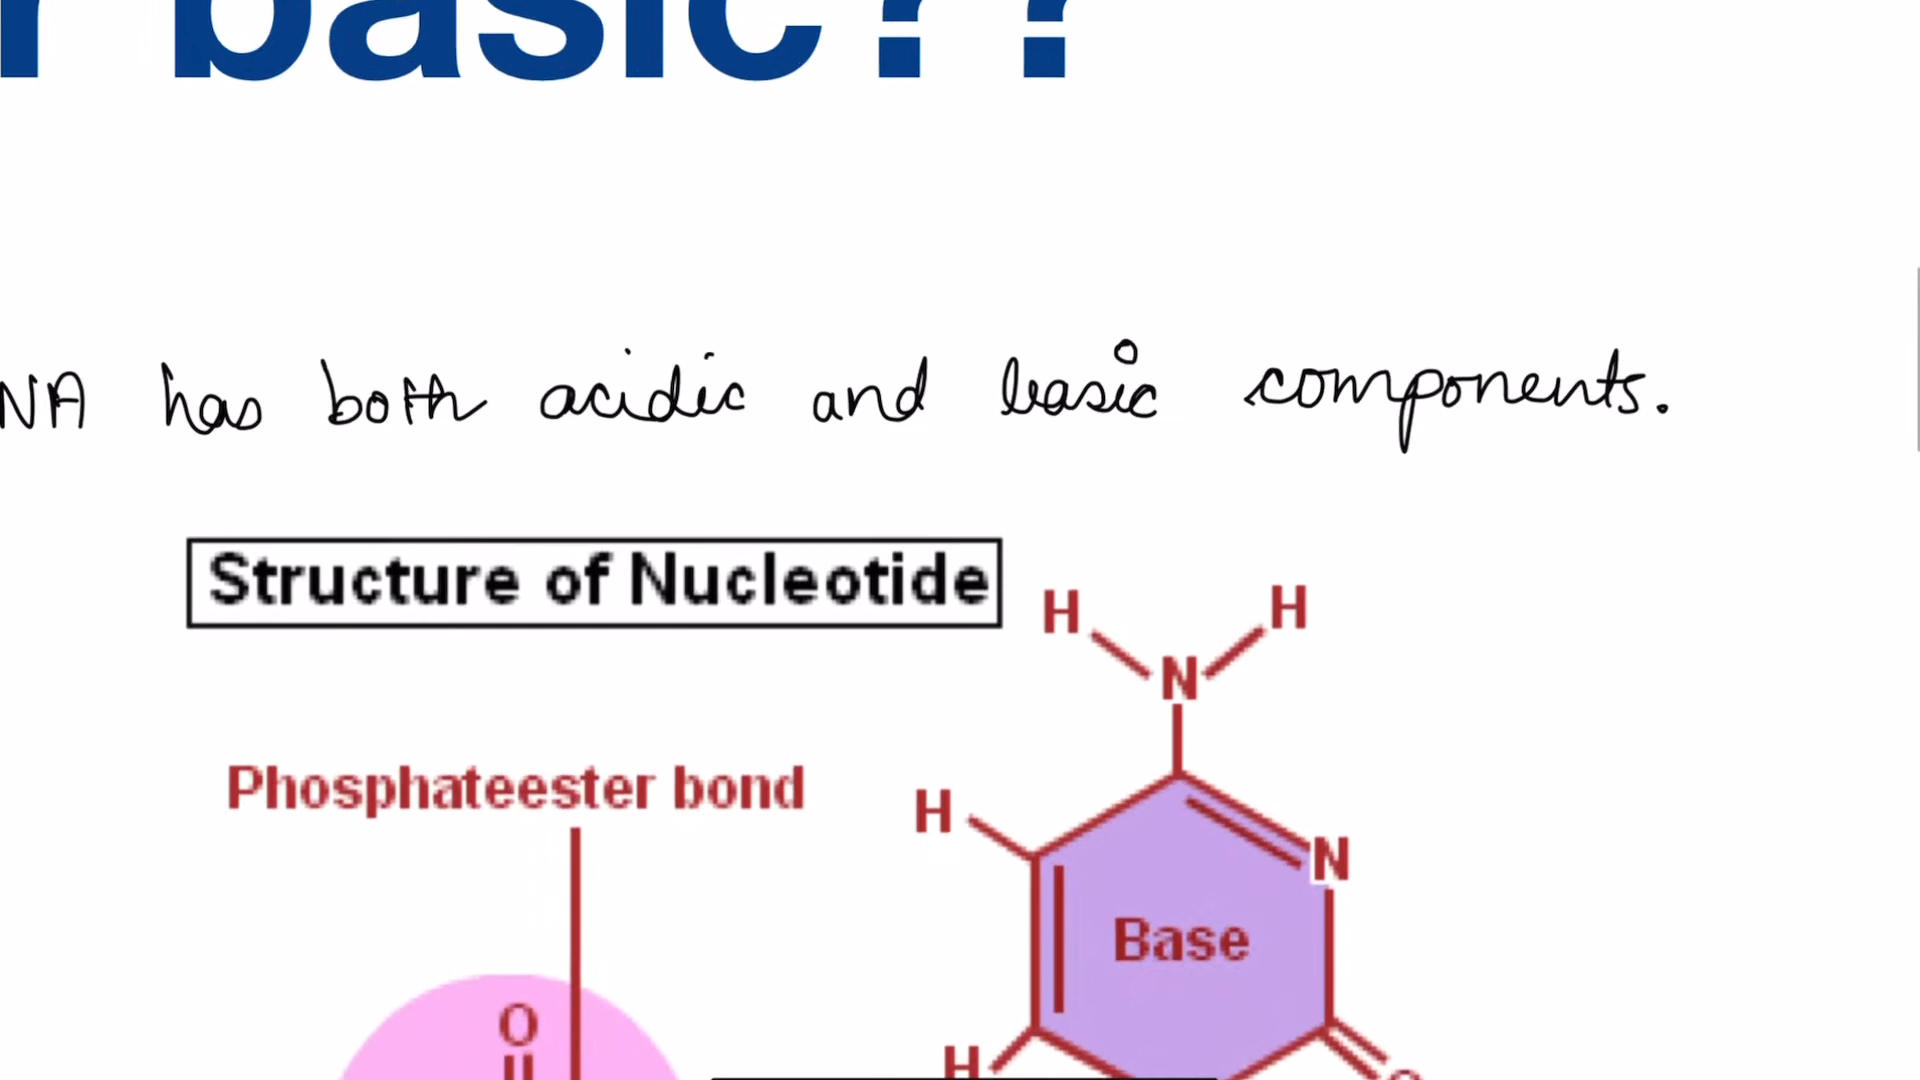 r basic??
NA has both acidic and basic components.
Structure of Nucleotide
H H
N
Phosphateester bond
H
N
Base
O
H
O